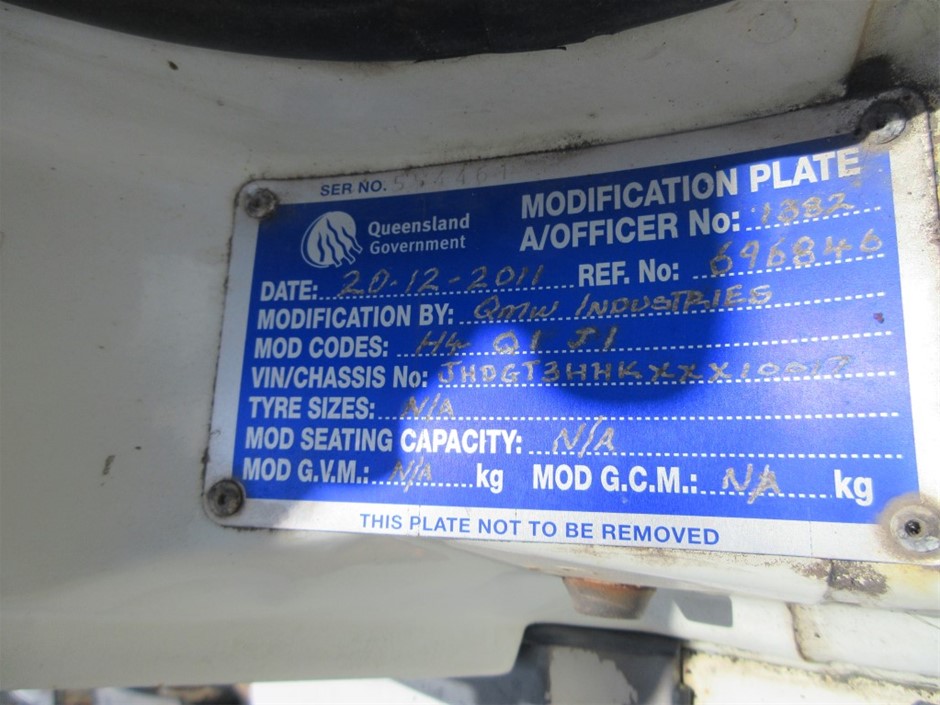 SER NO. 554461
MODIFICATION PLATE
Queensland Government
A/OFFICER No: 1882
DATE: 20-12-2011 REF. No: 696846
MODIFICATION BY: QMW INDUSTRIES
MOD CODES: H4 Q1 J1
VIN/CHASSIS No: JHDGT3HHKXXX10017
TYRE SIZES: N/A
MOD SEATING CAPACITY: N/A
MOD G.V.M.: N/A kg MOD G.C.M.: N/A kg
THIS PLATE NOT TO BE REMOVED